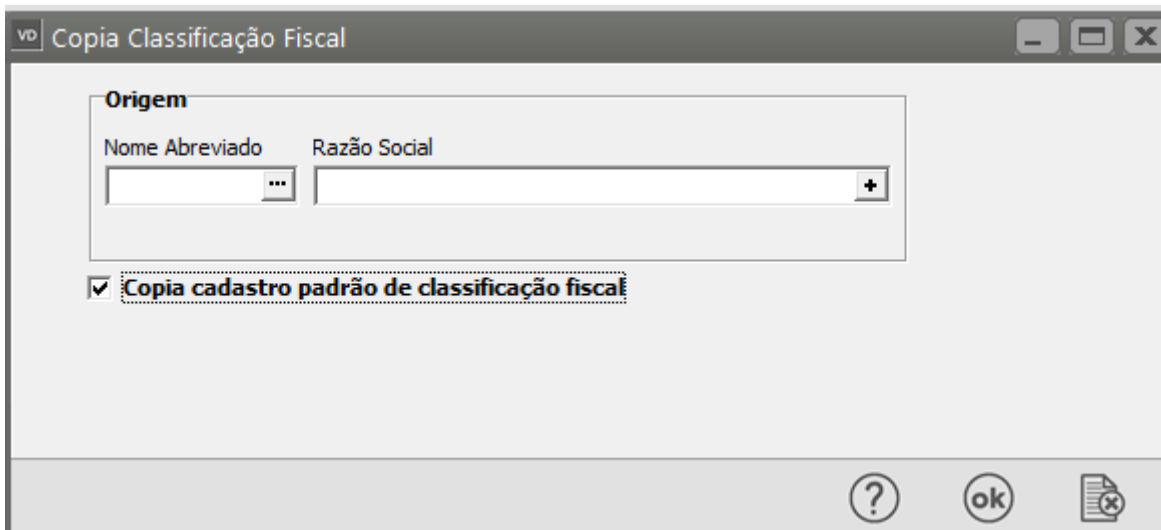 VD Copia Classificação Fiscal
Origem
Nome Abreviado Razão Social
Copia cadastro padrão de classificação fiscal
? ok